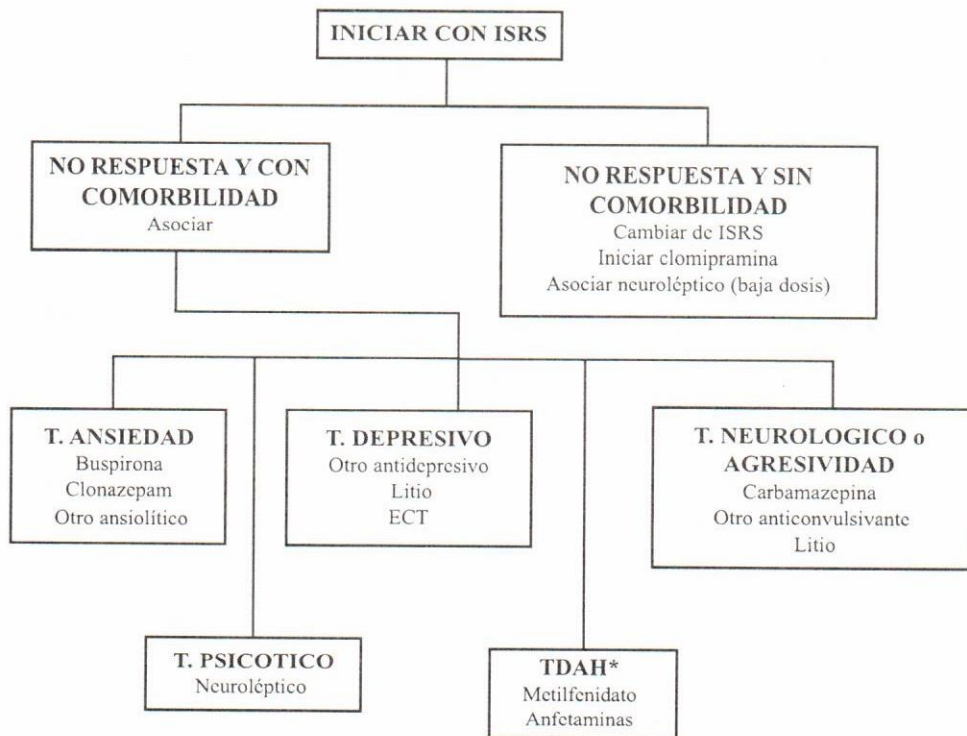 INICIAR CON ISRS
NO RESPUESTA Y CON
COMORBILIDAD
Asociar
NO RESPUESTA Y SIN
COMORBILIDAD
Cambiar de ISRS
Iniciar clomipramina
Asociar neuroléptico (baja dosis)
T. ANSIEDAD
Buspirona
Clonazepam
Otro ansiolítico
T. DEPRESIVO
Otro antidepresivo
Litio
ECT
T. NEUROLOGICO o
AGRESIVIDAD
Carbamazepina
Otro anticonvulsivante
Litio
T. PSICOTICO
Neuroléptico
TDAH*
Metilfenidato
Anfetaminas